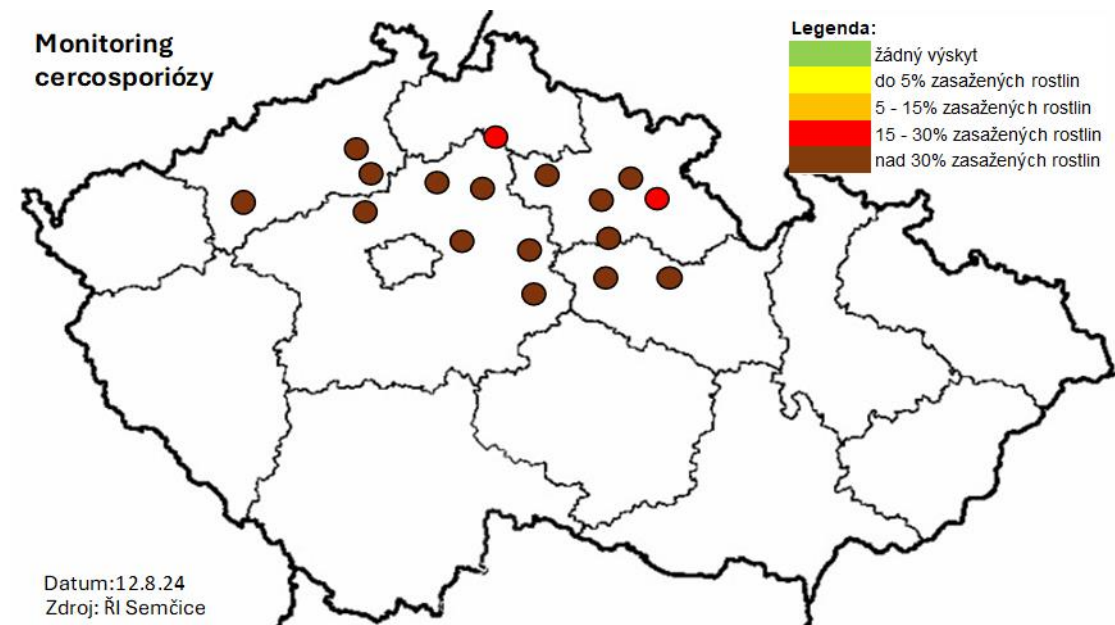 Monitoring
cercosporiózy
Legenda:
žádný výskyt
do 5% zasažených rostlin
5 - 15% zasažených rostlin
15 - 30% zasažených rostlin
nad 30% zasažených rostlin
Datum:12.8.24
Zdroj: ŘI Semčice